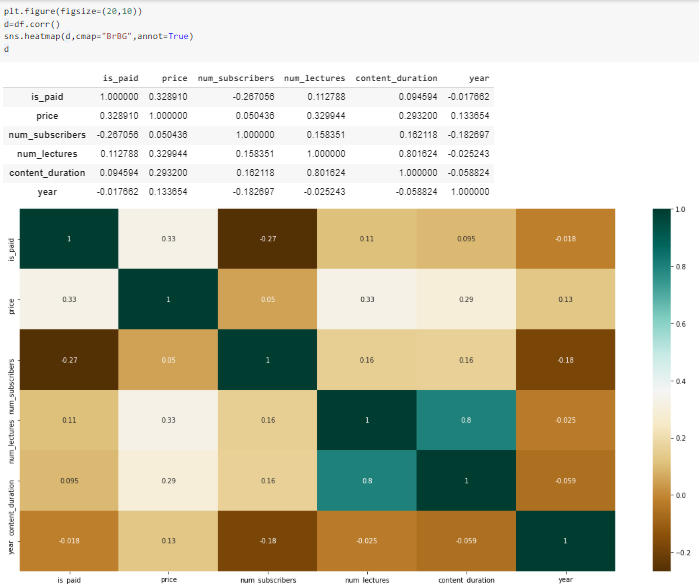 plt.figure(figsize=(20,10))
d=df.corr()
sns.heatmap(d,cmap="BrBG",annot=True)
d
is_paid price num_subscribers num_lectures content_duration year
is_paid 1.000000 0.328910 -0.267056 0.112788 0.094594 -0.017662
price 0.328910 1.000000 0.050436 0.329944 0.293200 0.133654
num_subscribers -0.267056 0.050436 1.000000 0.158351 0.162118 -0.182697
num_lectures 0.112788 0.329944 0.158351 1.000000 0.801624 -0.025243
content_duration 0.094594 0.293200 0.162118 0.801624 1.000000 -0.058824
year -0.017662 0.133654 -0.182697 -0.025243 -0.058824 1.000000
is_paid 1 0.33 -0.27 0.11 0.095 -0.018
price 0.33 1 0.05 0.33 0.29 0.13
num_subscribers -0.27 0.05 1 0.16 0.16 -0.18
num_lectures 0.11 0.33 0.16 1 0.8 -0.025
content_duration 0.095 0.29 0.16 0.8 1 -0.059
year -0.018 0.13 -0.18 -0.025 -0.059 1
is_paid price num_subscribers num_lectures content_duration year
1.0
0.8
0.6
0.4
0.2
0.0
-0.2